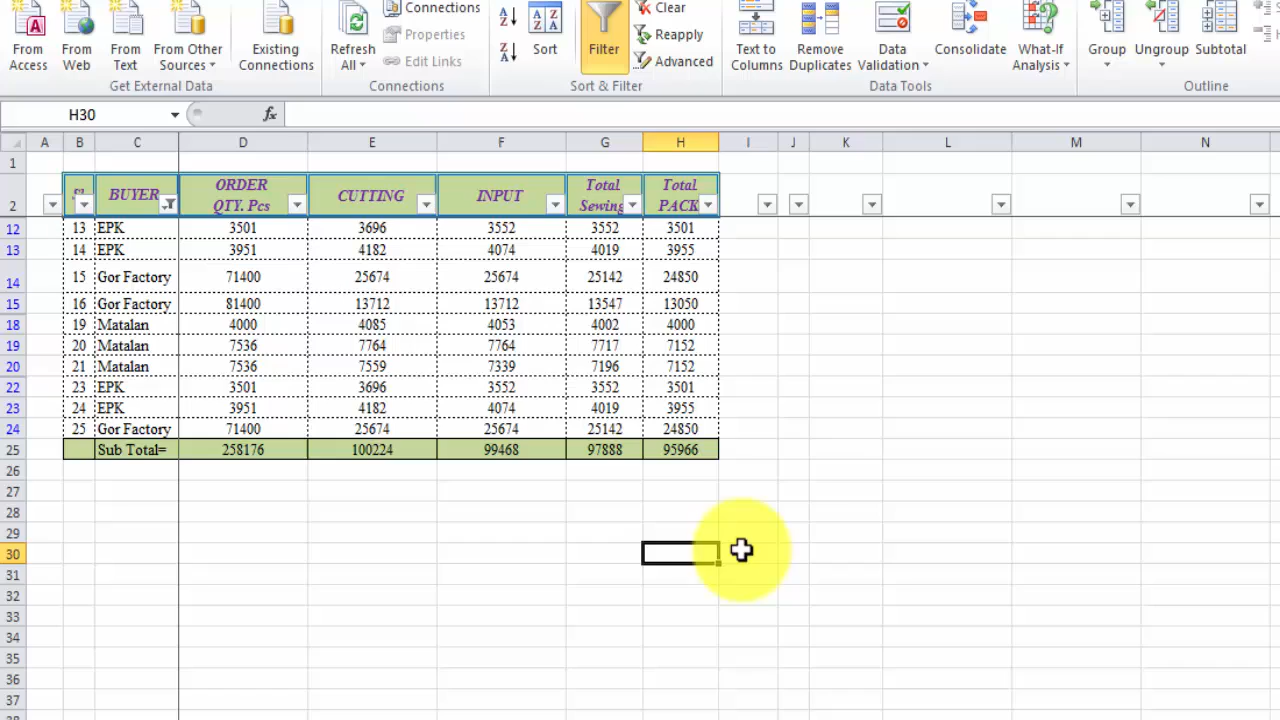 From Access
From Web
From Text
From Other Sources
Existing Connections
Refresh All
Connections
Properties
Edit Links
Sort
Filter
Clear
Reapply
Advanced
Text to Columns
Remove Duplicates
Data Validation
Consolidate
What-If Analysis
Group
Ungroup
Subtotal
Get External Data
Connections
Sort & Filter
Data Tools
Outline
H30
fx
A B C D E F G H I J K L M N
1
2 BUYER ORDER QTY. Pcs CUTTING INPUT Total Sewing Total PACK
12 13 EPK 3501 3696 3552 3552 3501
13 14 EPK 3951 4182 4074 4019 3955
14 15 Gor Factory 71400 25674 25674 25142 24850
15 16 Gor Factory 81400 13712 13712 13547 13050
18 19 Matalan 4000 4085 4053 4002 4000
19 20 Matalan 7536 7764 7764 7717 7152
20 21 Matalan 7536 7559 7339 7196 7152
22 23 EPK 3501 3696 3552 3552 3501
23 24 EPK 3951 4182 4074 4019 3955
24 25 Gor Factory 71400 25674 25674 25142 24850
25 Sub Total= 258176 100224 99468 97888 95966
26
27
28
29
30
31
32
33
34
35
36
37